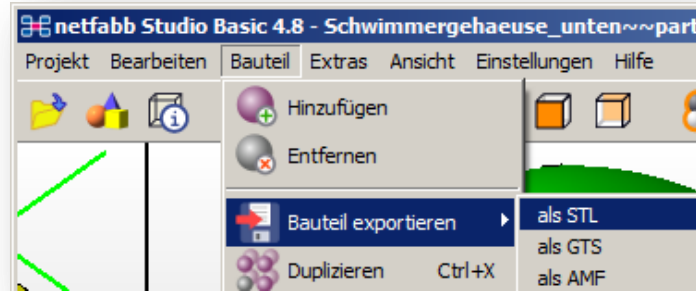 netfabb Studio Basic 4.8 - Schwimmergehaeuse_unten~~part
Projekt Bearbeiten Bauteil Extras Ansicht Einstellungen Hilfe
Hinzufügen
Entfernen
Bauteil exportieren
als STL
als GTS
Duplizieren Ctrl+X
als AMF